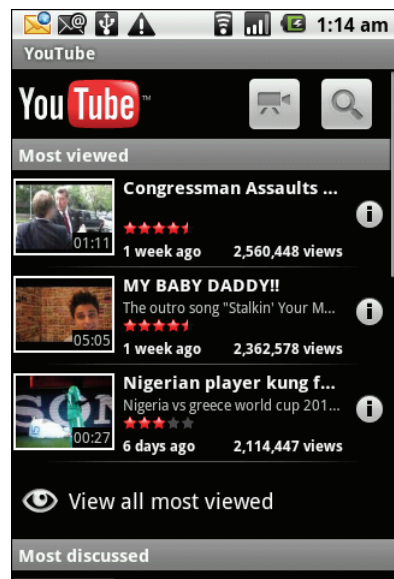 1:14 am
YouTube
YouTube™
Most viewed
Congressman Assaults ...
01:11
1 week ago 2,560,448 views
MY BABY DADDY!!
The outro song "Stalkin' Your M...
05:05
1 week ago 2,362,578 views
Nigerian player kung f...
Nigeria vs greece world cup 201...
SON
00:27
6 days ago 2,114,447 views
View all most viewed
Most discussed